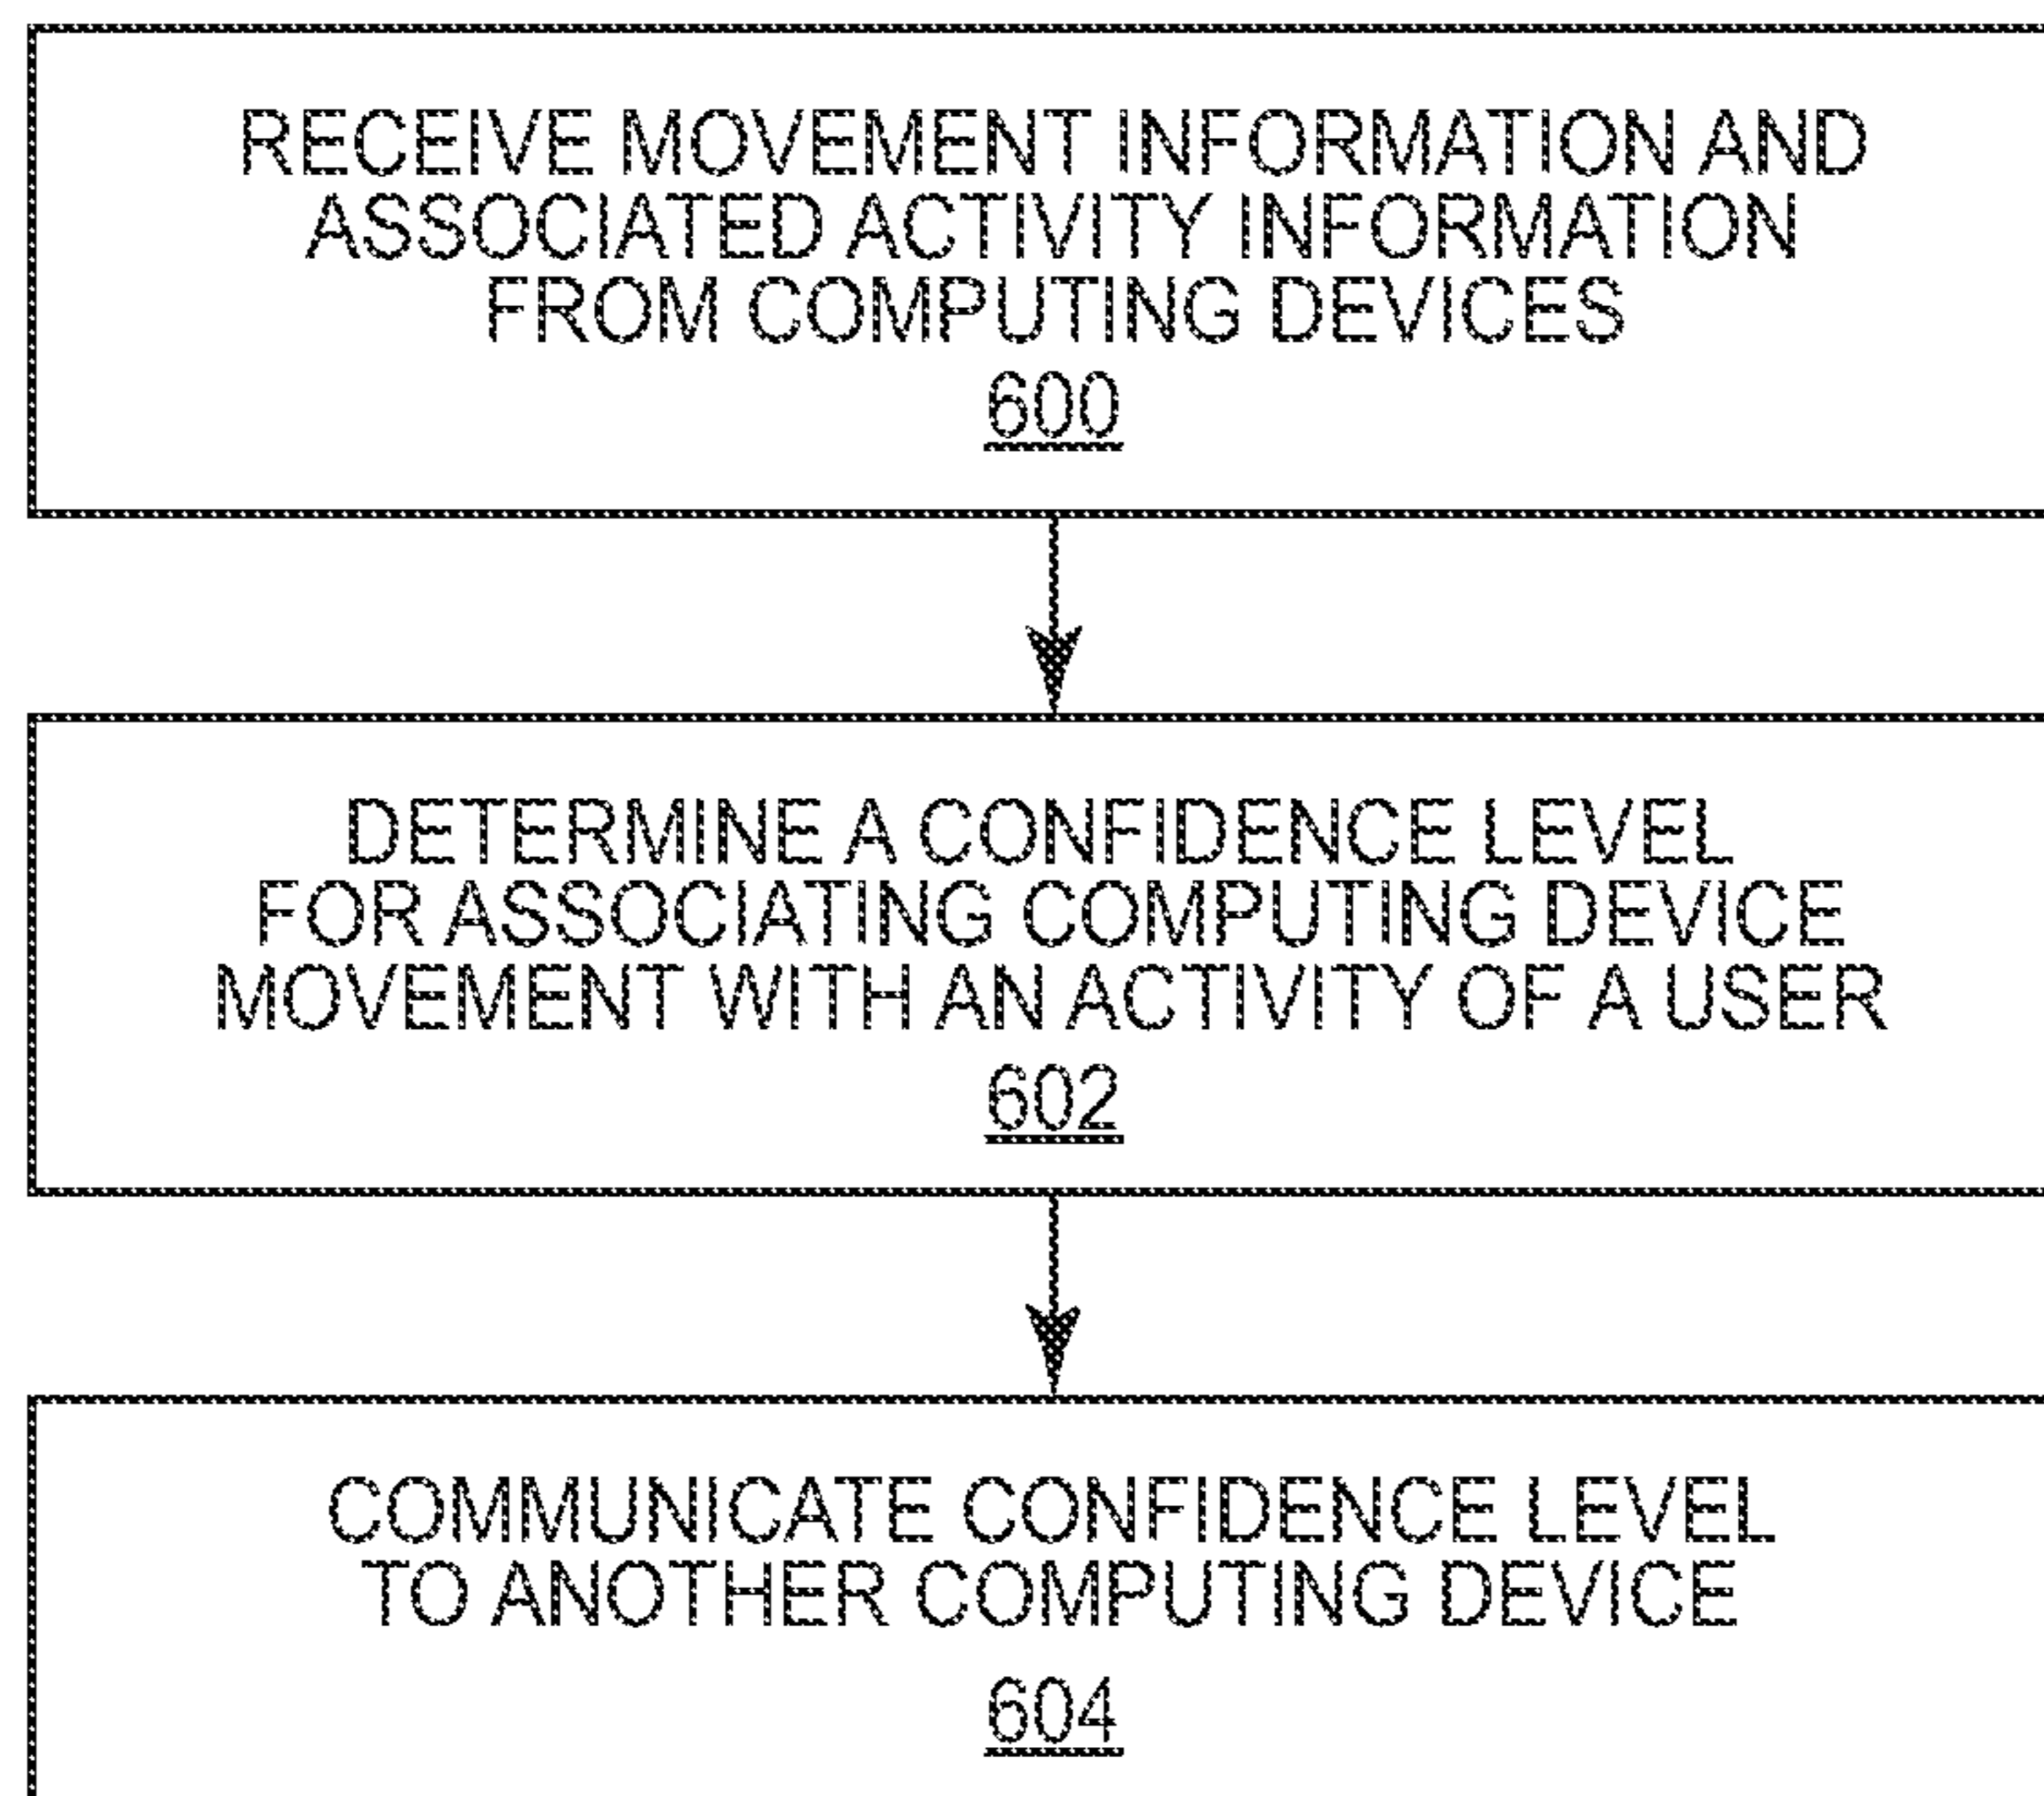 RECEIVE MOVEMENT INFORMATION AND
ASSOCIATED ACTIVITY INFORMATION
FROM COMPUTING DEVICES
600
DETERMINE A CONFIDENCE LEVEL
FOR ASSOCIATING COMPUTING DEVICE
MOVEMENT WITH AN ACTIVITY OF A USER
602
COMMUNICATE CONFIDENCE LEVEL
TO ANOTHER COMPUTING DEVICE
604